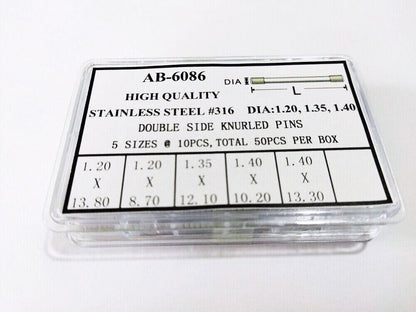 AB-6086
DIA
L
HIGH QUALITY
STAINLESS STEEL #316 DIA:1.20, 1.35, 1.40
DOUBLE SIDE KNURLED PINS
5 SIZES @ 10PCS, TOTAL 50PCS PER BOX
1.20 1.20 1.35 1.40 1.40
X X X X X
13.80 8.70 12.10 10.20 13.30